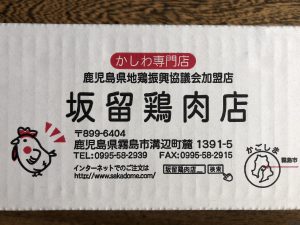 かしわ専門店
鹿児島県地鶏振興協議会加盟店
坂留鶏肉店
〒899-6404
鹿児島県霧島市溝辺町麓 1391-5
TEL:0995-58-2939 FAX:0995-58-2915
インターネットでのご注文は
http://www.sakadome.com/
坂留鶏肉店 検索
かごしま
霧島市